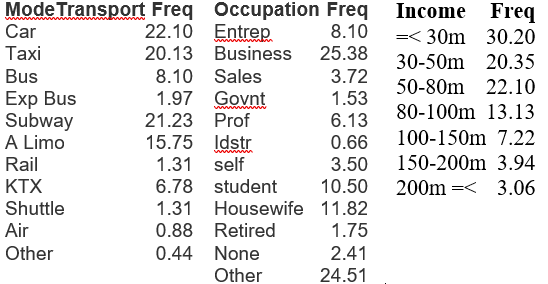 ModeTransport Freq
Car 22.10
Taxi 20.13
Bus 8.10
Exp Bus 1.97
Subway 21.23
A Limo 15.75
Rail 1.31
KTX 6.78
Shuttle 1.31
Air 0.88
Other 0.44
Occupation Freq
Entrep 8.10
Business 25.38
Sales 3.72
Govnt 1.53
Prof 6.13
Idstr 0.66
self 3.50
student 10.50
Housewife 11.82
Retired 1.75
None 2.41
Other 24.51
Income Freq
=< 30m 30.20
30-50m 20.35
50-80m 22.10
80-100m 13.13
100-150m 7.22
150-200m 3.94
200m =< 3.06